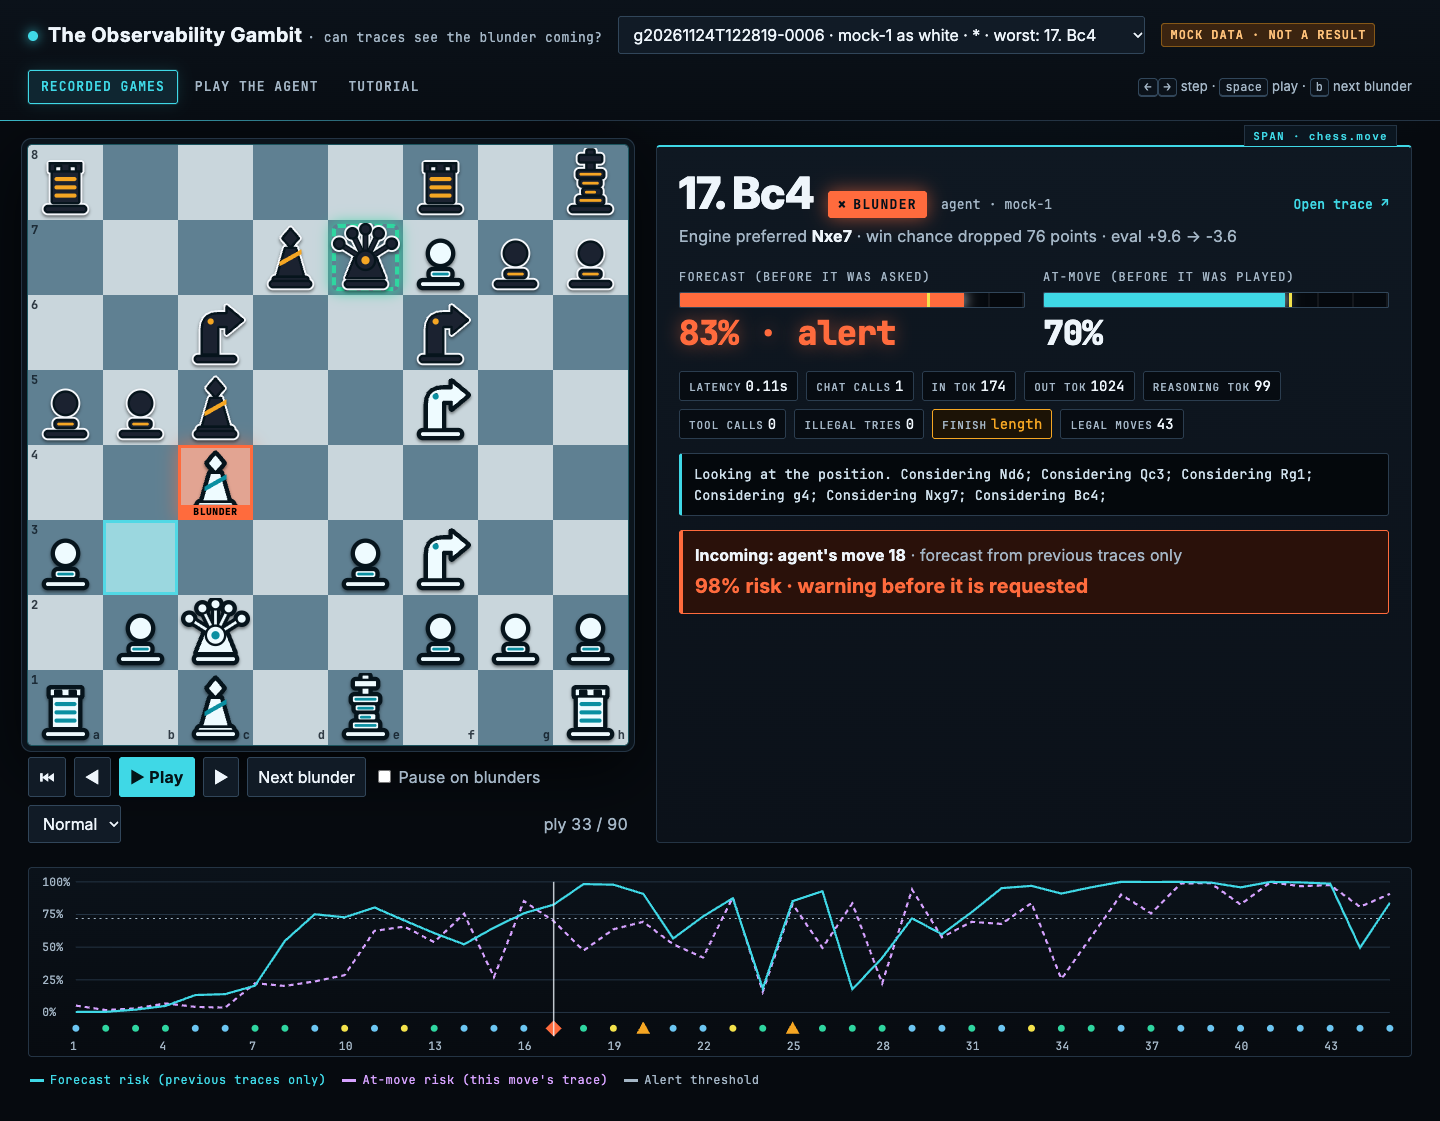 The Observability Gambit · can traces see the blunder coming?
g20261124T122819-0006 · mock-1 as white · * · worst: 17. Bc4
MOCK DATA · NOT A RESULT
RECORDED GAMES
PLAY THE AGENT
TUTORIAL
← → step · space play · b next blunder
8
7
6
5
4
BLUNDER
3
2
1
a b c d e f g h
⏮ ◀ ▶ Play ▶ Next blunder Pause on blunders
Normal
ply 33 / 90
SPAN · chess.move
17. Bc4 × BLUNDER agent · mock-1 Open trace ↗
Engine preferred Nxe7 · win chance dropped 76 points · eval +9.6 → -3.6
FORECAST (BEFORE IT WAS ASKED)
83% · alert
AT-MOVE (BEFORE IT WAS PLAYED)
70%
LATENCY 0.11s CHAT CALLS 1 IN TOK 174 OUT TOK 1024 REASONING TOK 99
TOOL CALLS 0 ILLEGAL TRIES 0 FINISH length LEGAL MOVES 43
Looking at the position. Considering Nd6; Considering Qc3; Considering Rg1;
Considering g4; Considering Nxg7; Considering Bc4;
Incoming: agent's move 18 · forecast from previous traces only
98% risk · warning before it is requested
100%
75%
50%
25%
0%
1 4 7 10 13 16 19 22 25 28 31 34 37 40 43
Forecast risk (previous traces only) At-move risk (this move's trace) Alert threshold